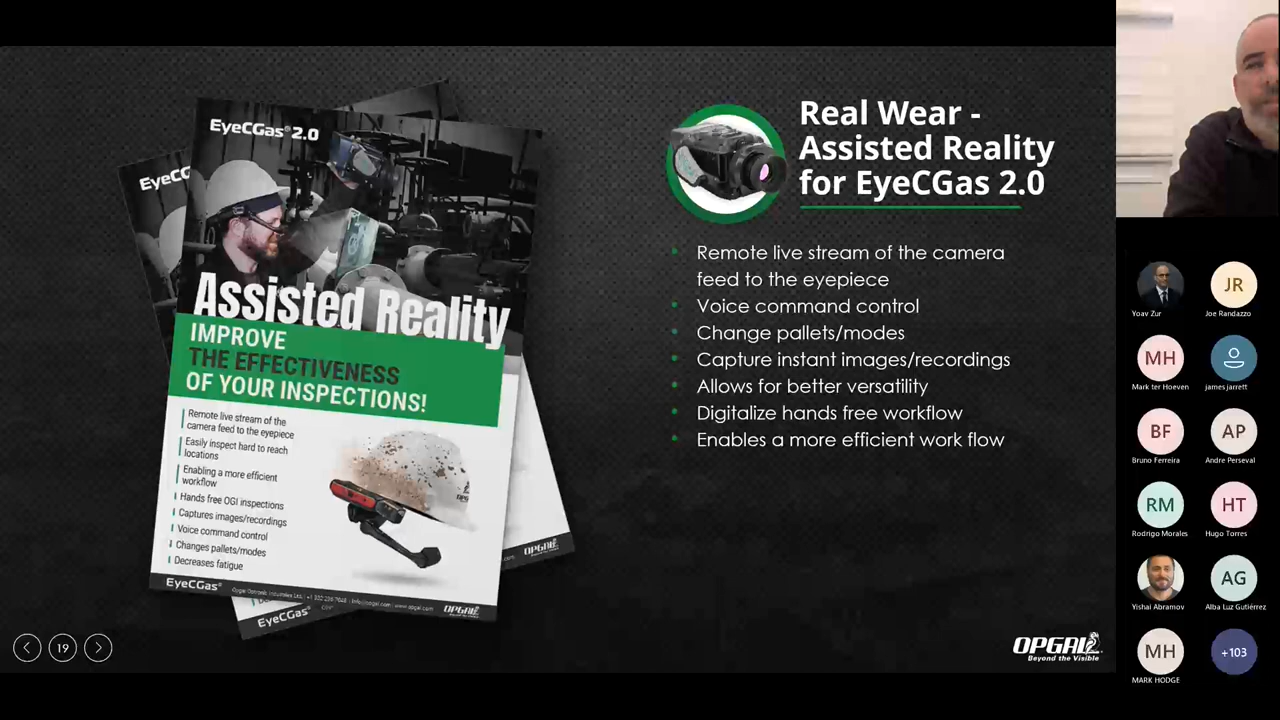 EyeCGas® 2.0
EyeCG
Assisted Reality
IMPROVE
THE EFFECTIVENESS
OF YOUR INSPECTIONS!
Remote live stream of the
camera feed to the eyepiece
Easily inspect hard to reach
locations
Enabling a more efficient
workflow
Hands free OGI inspections
Captures images/recordings
Voice command control
Changes pallets/modes
Decreases fatigue
EyeCGas®
OPGAL
OPGAL
EyeCGas®
Real Wear -
Assisted Reality
for EyeCGas 2.0
Remote live stream of the camera
feed to the eyepiece
Voice command control
Change pallets/modes
Capture instant images/recordings
Allows for better versatility
Digitalize hands free workflow
Enables a more efficient work flow
19
OPGAL
Beyond the Visible
Yoav Zur
JR
Joe Randazzo
MH
Mark ter Hoeven
james jarrett
BF
Bruno Ferreira
AP
Andre Perseval
RM
Rodrigo Morales
HT
Hugo Torres
Yishai Abramov
AG
Alba Luz Gutiérrez
MH
MARK HODGE
+103